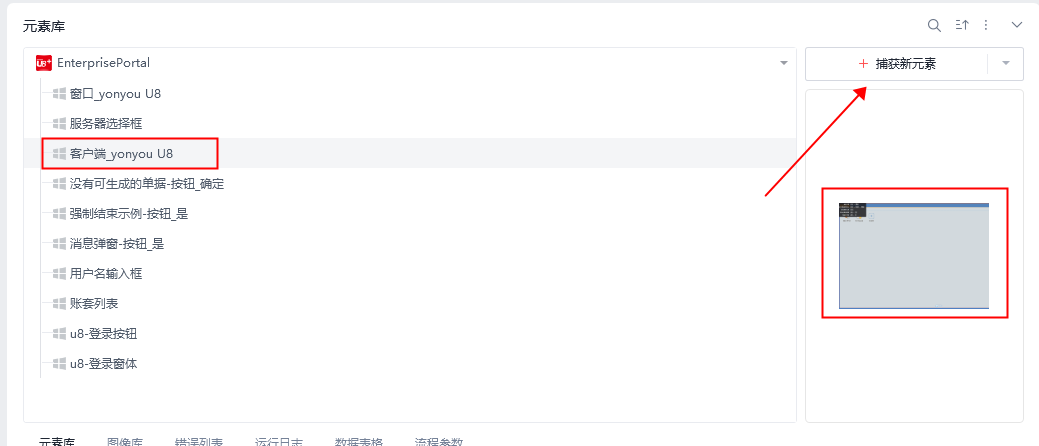 元素库
U8+ EnterprisePortal
+ 捕获新元素
窗口_yonyou U8
服务器选择框
客户端_yonyou U8
没有可生成的单据-按钮_确定
强制结束示例-按钮_是
消息弹窗-按钮_是
用户名输入框
账套列表
u8-登录按钮
u8-登录窗体
元素库 图像库 错误列表 运行日志 数据表格 流程参数